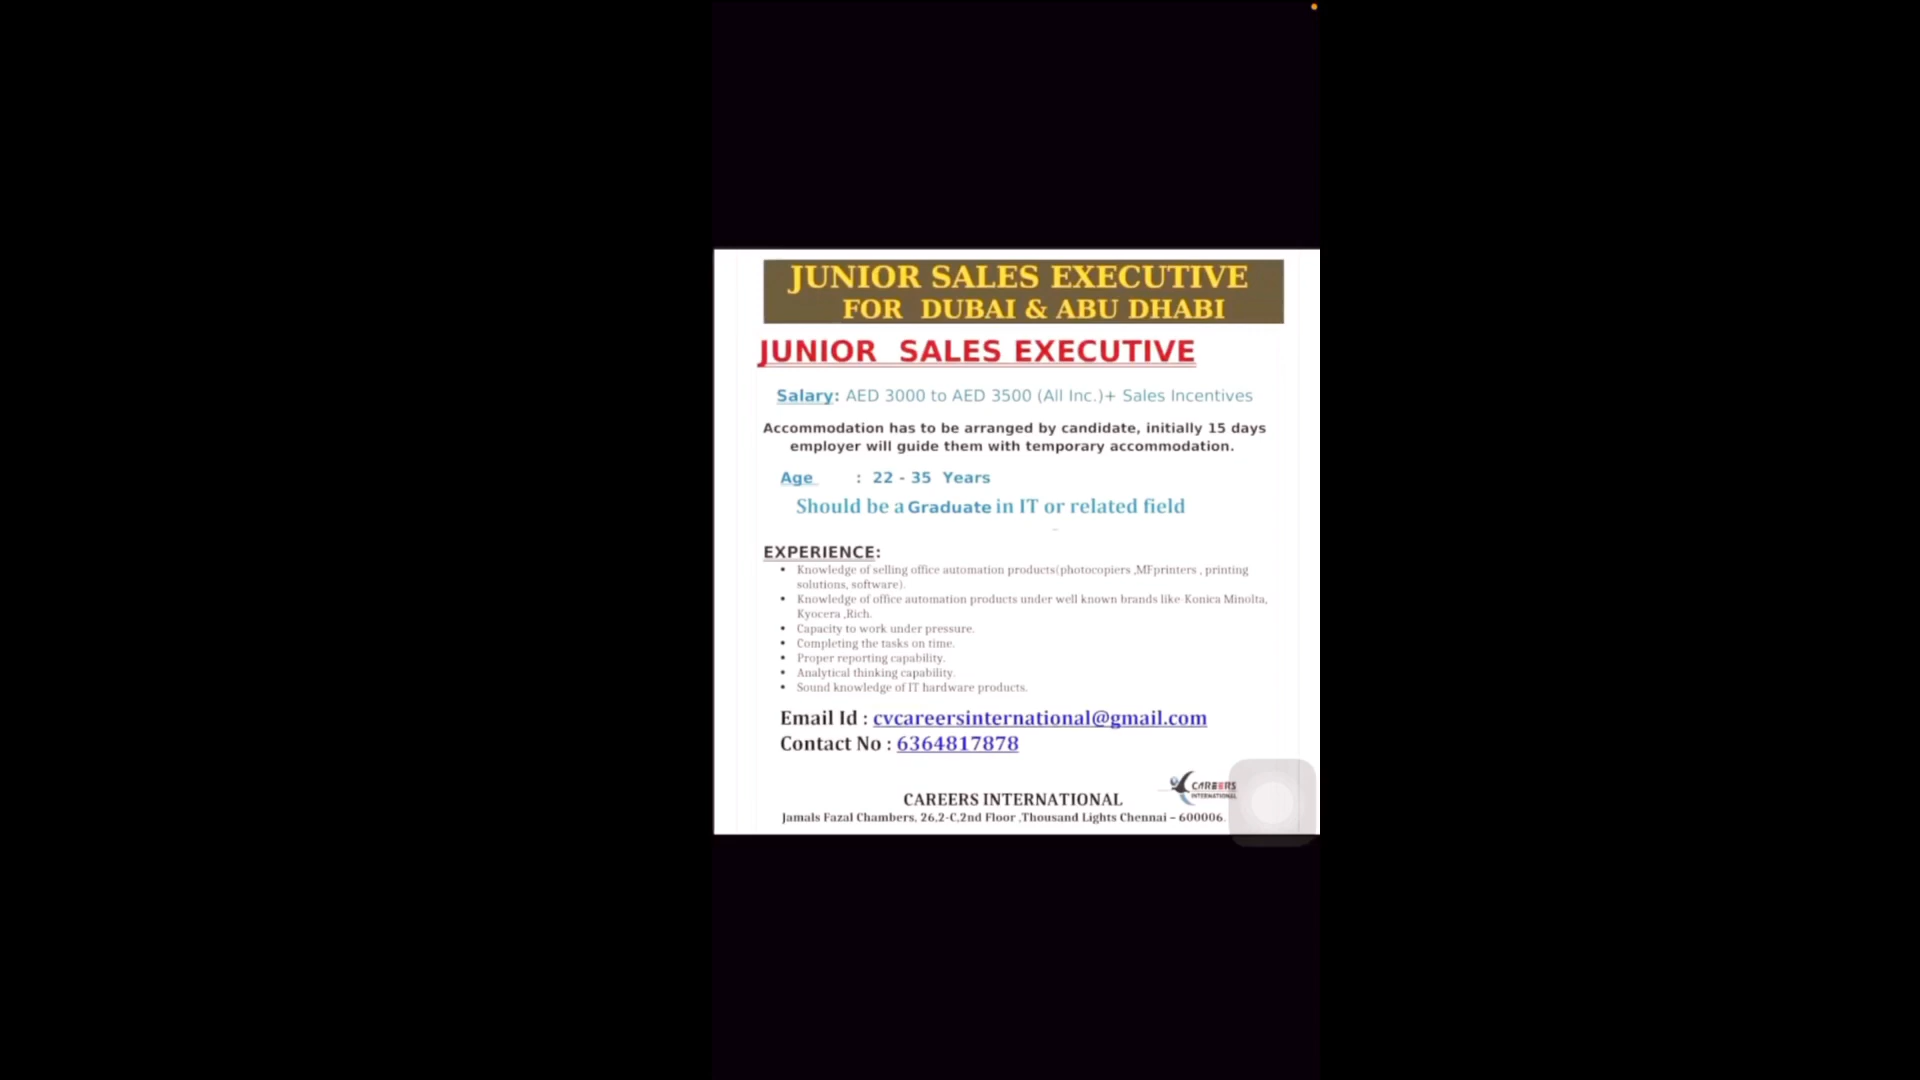 JUNIOR SALES EXECUTIVE
FOR DUBAI & ABU DHABI
JUNIOR SALES EXECUTIVE
Salary: AED 3000 to AED 3500 (All Inc.)+ Sales Incentives
Accommodation has to be arranged by candidate, initially 15 days
employer will guide them with temporary accommodation.
Age : 22 - 35 Years
Should be a Graduate in IT or related field
EXPERIENCE:
• Knowledge of selling office automation products(photocopiers ,MFprinters , printing
solutions, software).
• Knowledge of office automation products under well known brands like Konica Minolta,
Kyocera ,Rich.
• Capacity to work under pressure.
• Completing the tasks on time.
• Proper reporting capability.
• Analytical thinking capability.
• Sound knowledge of IT hardware products.
Email Id : cvcareersinternational@gmail.com
Contact No : 6364817878
CAREERS
INTERNATIONAL
CAREERS INTERNATIONAL
Jamals Fazal Chambers, 26,2-C,2nd Floor ,Thousand Lights Chennai – 600006.